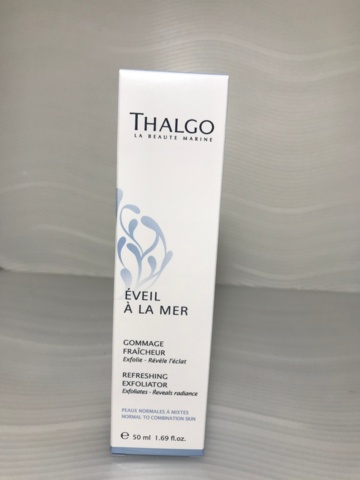 THALGO
LA BEAUTE MARINE
ÉVEIL
À LA MER
GOMMAGE
FRAÎCHEUR
Exfolie - Révèle l'éclat
REFRESHING
EXFOLIATOR
Exfoliates - Reveals radiance
PEAUX NORMALES À MIXTES
NORMAL TO COMBINATION SKIN
℮ 50 ml 1.69 fl.oz.